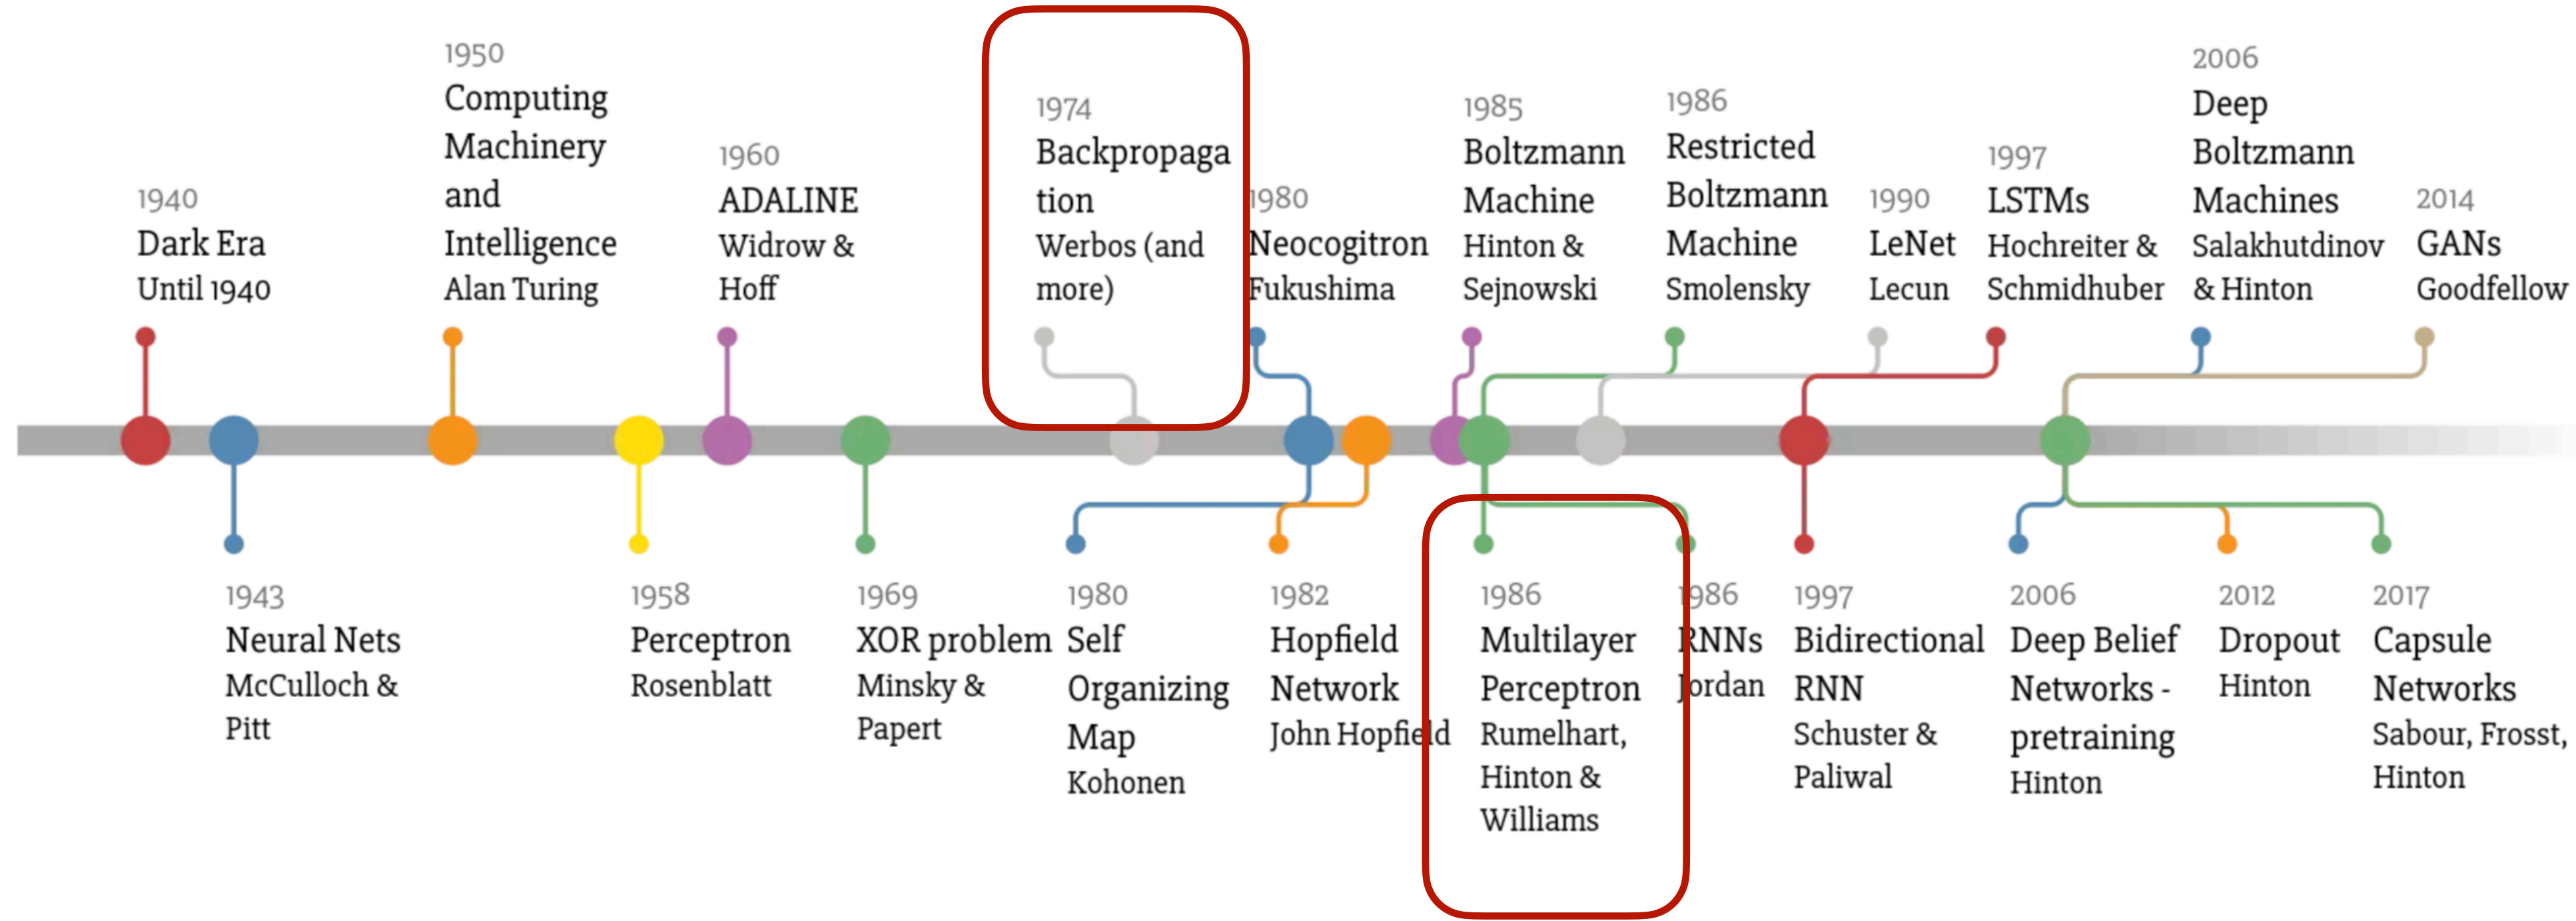 1940
Dark Era
Until 1940
1950
Computing
Machinery
and
Intelligence
Alan Turing
1960
ADALINE
Widrow &
Hoff
1974
Backpropaga
tion
Werbos (and
more)
1980
Neocogitron
Fukushima
1985
Boltzmann
Machine
Hinton &
Sejnowski
1986
Restricted
Boltzmann
Machine
Smolensky
1990
LeNet
Lecun
1997
LSTMs
Hochreiter &
Schmidhuber
2006
Deep
Boltzmann
Machines
Salakhutdinov
& Hinton
2014
GANs
Goodfellow
1943
Neural Nets
McCulloch &
Pitt
1958
Perceptron
Rosenblatt
1969
XOR problem
Minsky &
Papert
1980
Self
Organizing
Map
Kohonen
1982
Hopfield
Network
John Hopfield
1986
Multilayer
Perceptron
Rumelhart,
Hinton &
Williams
1986
RNNs
Jordan
1997
Bidirectional
RNN
Schuster &
Paliwal
2006
Deep Belief
Networks -
pretraining
Hinton
2012
Dropout
Hinton
2017
Capsule
Networks
Sabour, Frosst,
Hinton